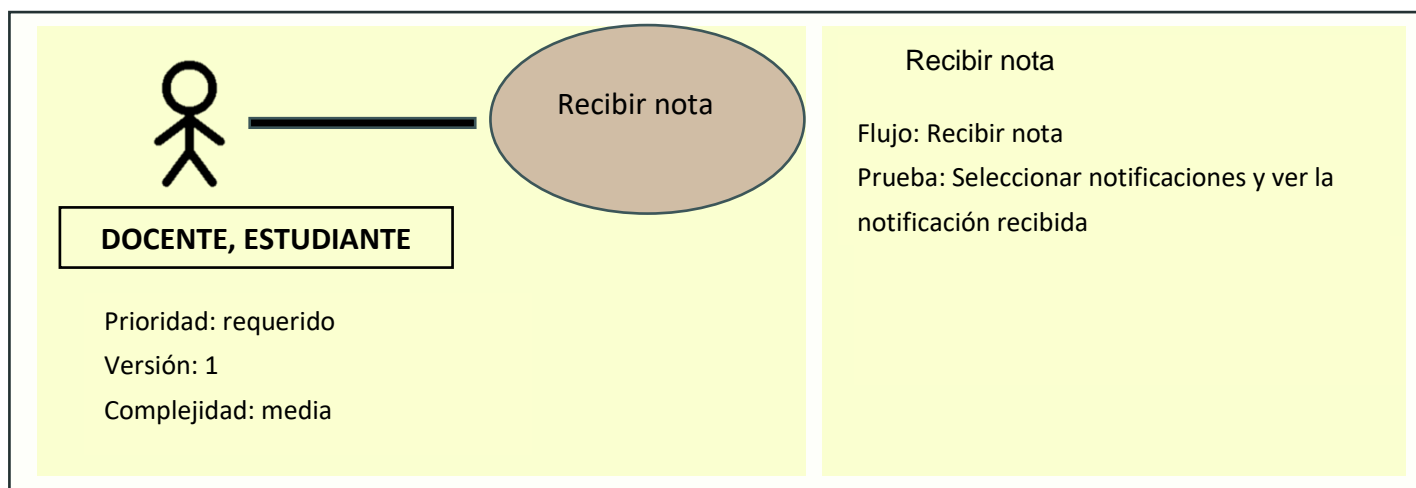 Recibir nota
DOCENTE, ESTUDIANTE
Prioridad: requerido
Versión: 1
Complejidad: media
Recibir nota
Flujo: Recibir nota
Prueba: Seleccionar notificaciones y ver la
notificación recibida